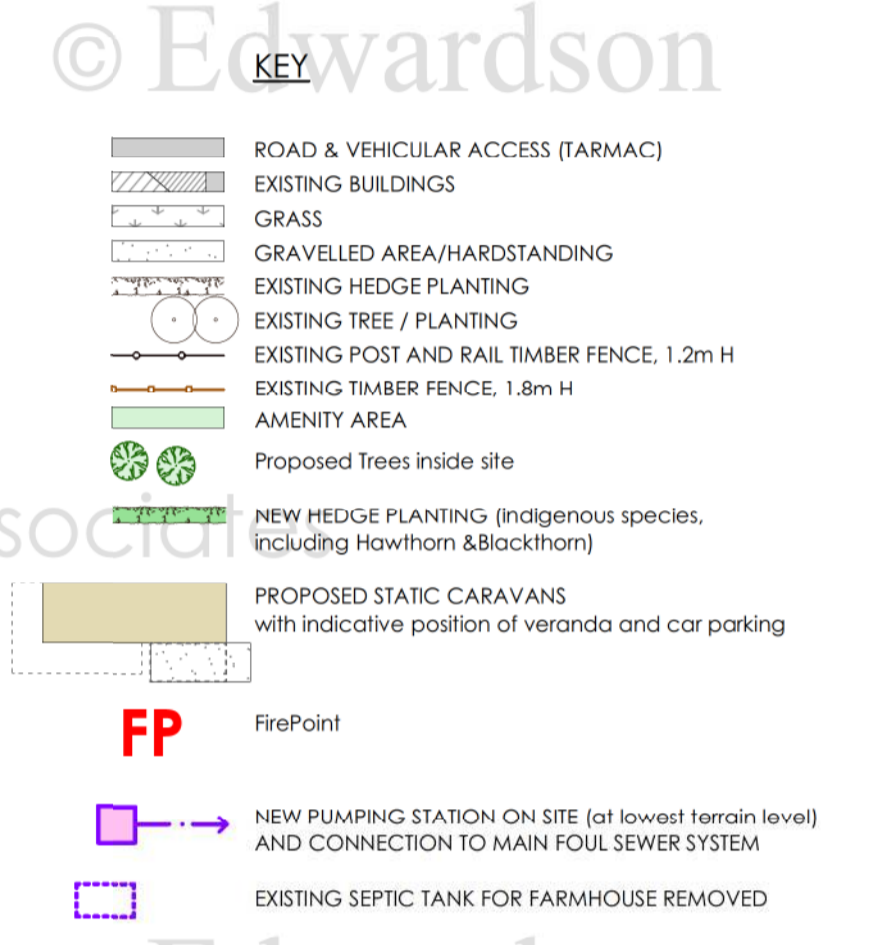 © Edwardson
KEY
ROAD & VEHICULAR ACCESS (TARMAC)
EXISTING BUILDINGS
GRASS
GRAVELLED AREA/HARDSTANDING
EXISTING HEDGE PLANTING
EXISTING TREE / PLANTING
EXISTING POST AND RAIL TIMBER FENCE, 1.2m H
EXISTING TIMBER FENCE, 1.8m H
AMENITY AREA
Proposed Trees inside site
NEW HEDGE PLANTING (indigenous species,
sociates
including Hawthorn &Blackthorn)
PROPOSED STATIC CARAVANS
with indicative position of veranda and car parking
FP FirePoint
NEW PUMPING STATION ON SITE (at lowest terrain level)
AND CONNECTION TO MAIN FOUL SEWER SYSTEM
EXISTING SEPTIC TANK FOR FARMHOUSE REMOVED